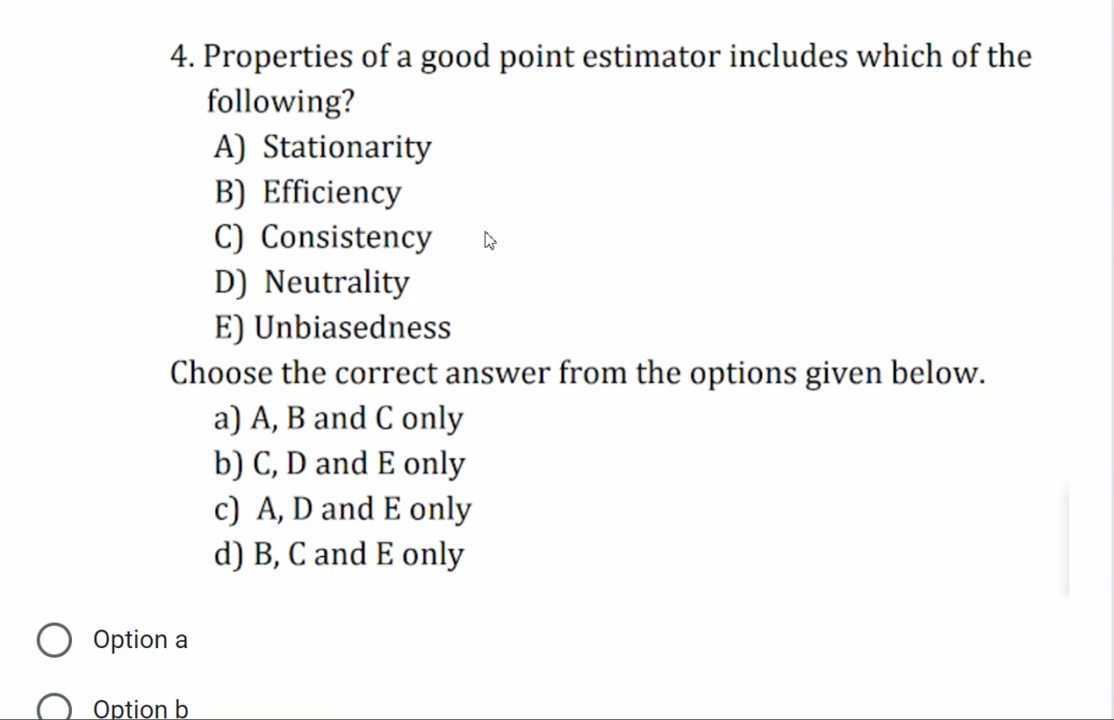 4. Properties of a good point estimator includes which of the
following?
A) Stationarity
B) Efficiency
C) Consistency
D) Neutrality
E) Unbiasedness
Choose the correct answer from the options given below.
a) A, B and C only
b) C, D and E only
c) A, D and E only
d) B, C and E only
Option a
Option b